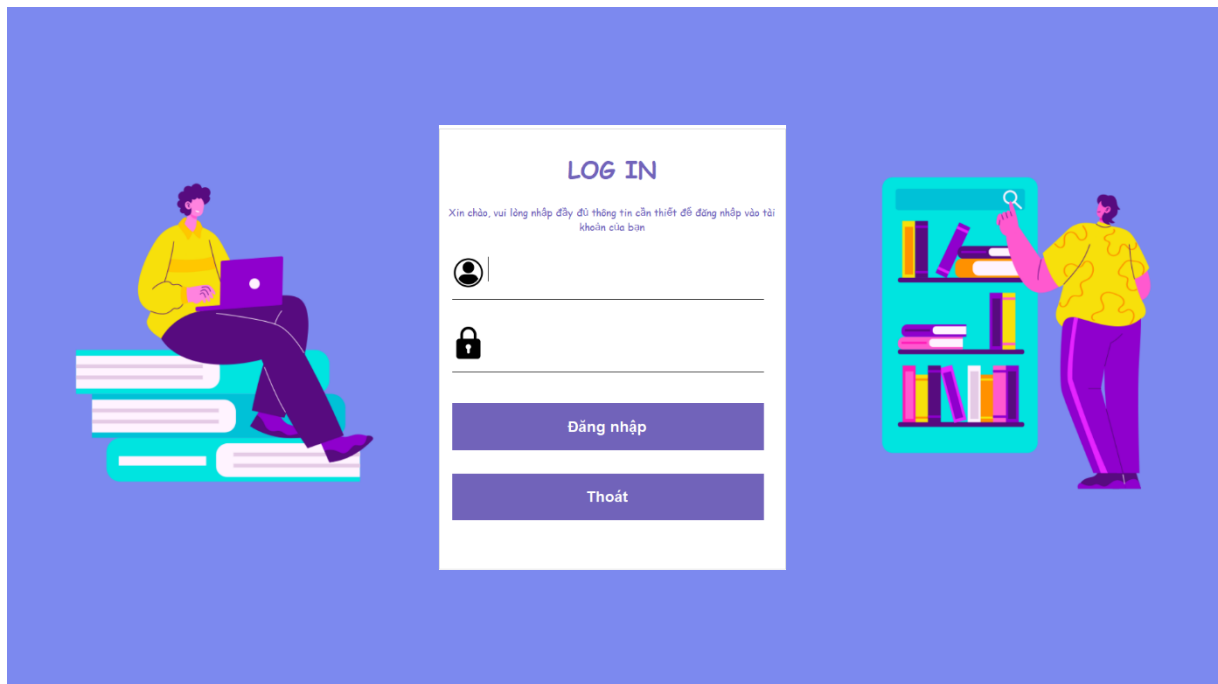 LOG IN
Xin chào, vui lòng nhập đầy đủ thông tin cần thiết để đăng nhập vào tài
khoản của bạn
Đăng nhập
Thoát